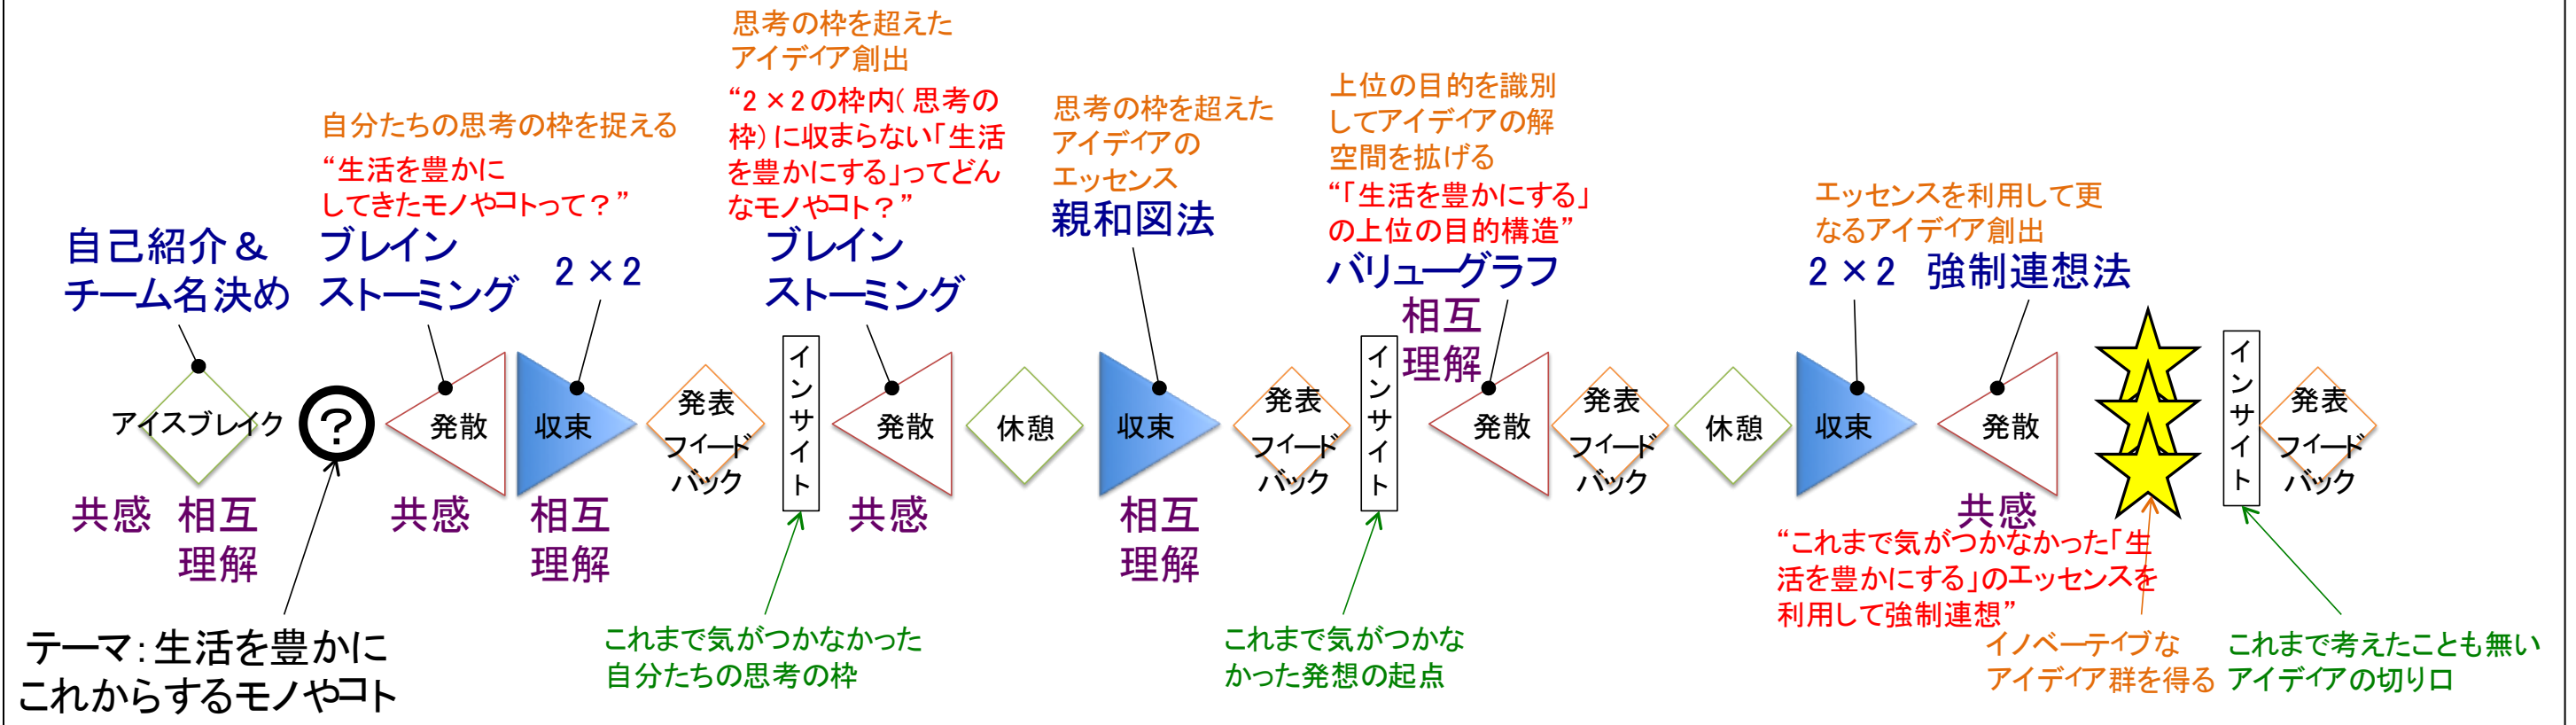 思考の枠を超えた
アイディア創出
“2×2の枠内(思考の
枠)に収まらない「生活
を豊かにする」ってどん
なモノやコト?”
ブレイン
ストーミング
自分たちの思考の枠を捉える
“生活を豊かに
してきたモノやコトって?”
ブレイン
ストーミング
2×2
自己紹介&
チーム名決め
思考の枠を超えた
アイディアの
エッセンス
親和図法
上位の目的を識別
してアイディアの解
空間を拡げる
“「生活を豊かにする」
の上位の目的構造”
バリューグラフ
相互
理解
エッセンスを利用して更
なるアイディア創出
2×2 強制連想法
アイスブレイク
?
発散
収束
発表
フィード
バック
インサイト
発散
休憩
収束
発表
フィード
バック
インサイト
発散
発表
フィード
バック
休憩
収束
発散
インサイト
発表
フィード
バック
共感 相互
理解
共感
相互
理解
共感
相互
理解
共感
“これまで気がつかなかった「生
活を豊かにする」のエッセンスを
利用して強制連想”
テーマ:生活を豊かに
これからするモノやコト
これまで気がつかなかった
自分たちの思考の枠
これまで気がつかな
かった発想の起点
イノベーティブな
アイディア群を得る
これまで考えたことも無い
アイディアの切り口